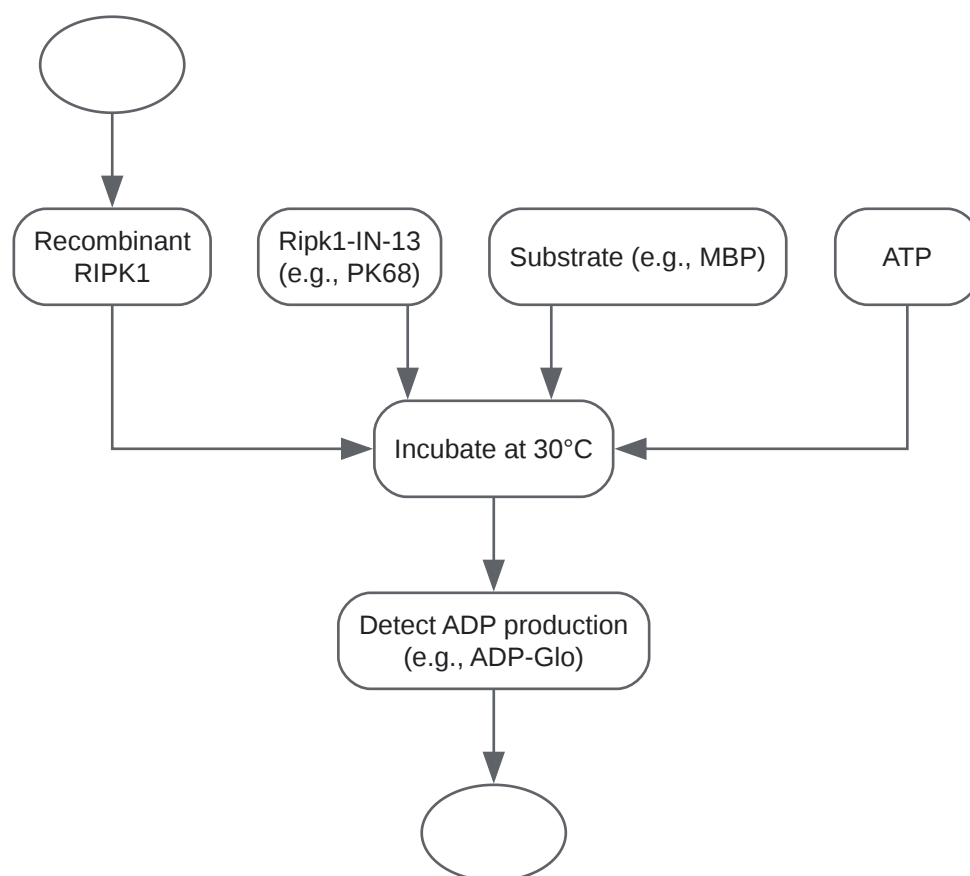 Recombinant
RIPK1
Ripk1-IN-13
(e.g., PK68)
Substrate (e.g., MBP)
ATP
Incubate at 30°C
Detect ADP production
(e.g., ADP-Glo)